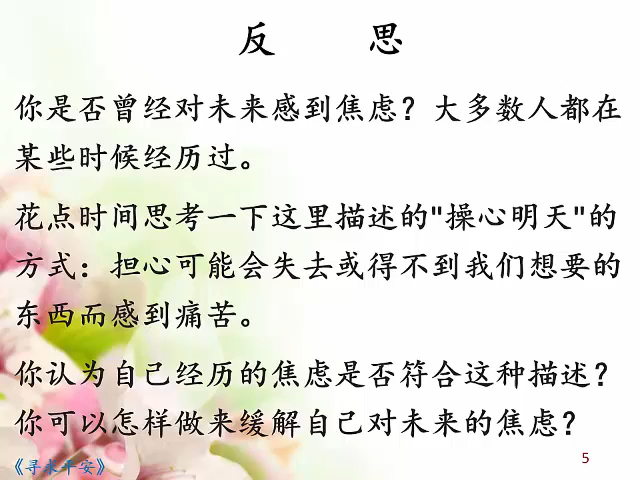 反 思
你是否曾经对未来感到焦虑？大多数人都在
某些时候经历过。
花点时间思考一下这里描述的"操心明天"的
方式：担心可能会失去或得不到我们想要的
东西而感到痛苦。
你认为自己经历的焦虑是否符合这种描述？
你可以怎样做来缓解自己对未来的焦虑？
《寻求平安》
5